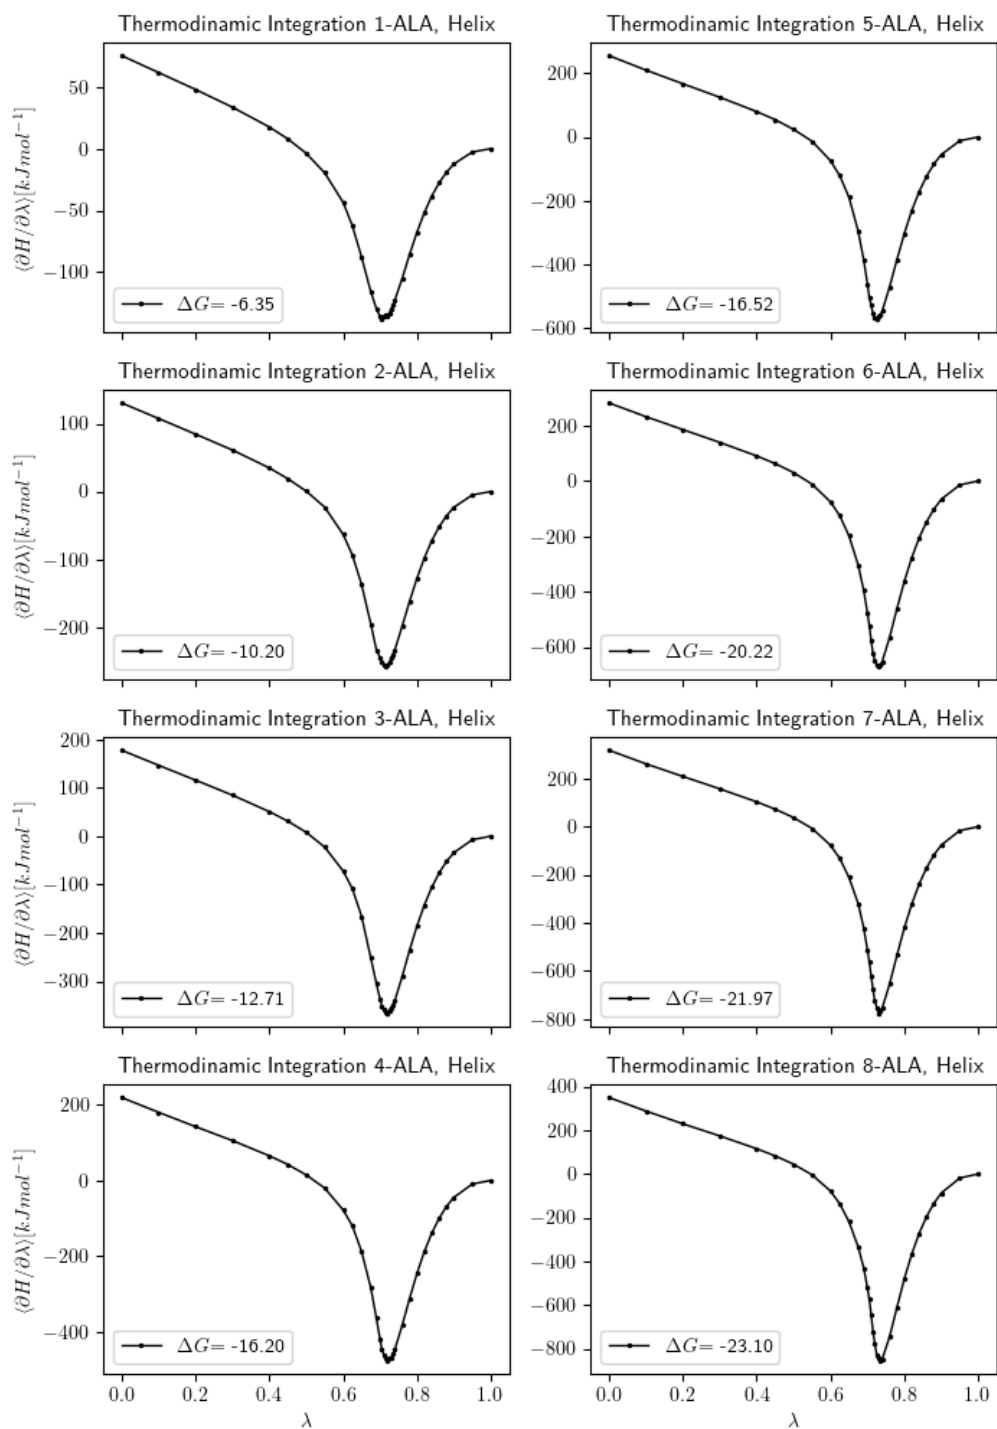 Thermodinamic Integration 1-ALA, Helix
50
0
−50
−100
⟨∂H/∂λ⟩[kJmol⁻¹]
ΔG= -6.35
Thermodinamic Integration 5-ALA, Helix
200
0
−200
−400
−600
ΔG= -16.52
Thermodinamic Integration 2-ALA, Helix
100
0
−100
−200
⟨∂H/∂λ⟩[kJmol⁻¹]
ΔG= -10.20
Thermodinamic Integration 6-ALA, Helix
200
0
−200
−400
−600
ΔG= -20.22
Thermodinamic Integration 3-ALA, Helix
200
100
0
−100
−200
−300
⟨∂H/∂λ⟩[kJmol⁻¹]
ΔG= -12.71
Thermodinamic Integration 7-ALA, Helix
200
0
−200
−400
−600
−800
ΔG= -21.97
Thermodinamic Integration 4-ALA, Helix
200
0
−200
−400
⟨∂H/∂λ⟩[kJmol⁻¹]
ΔG= -16.20
0.0 0.2 0.4 0.6 0.8 1.0
λ
Thermodinamic Integration 8-ALA, Helix
400
200
0
−200
−400
−600
−800
ΔG= -23.10
0.0 0.2 0.4 0.6 0.8 1.0
λ